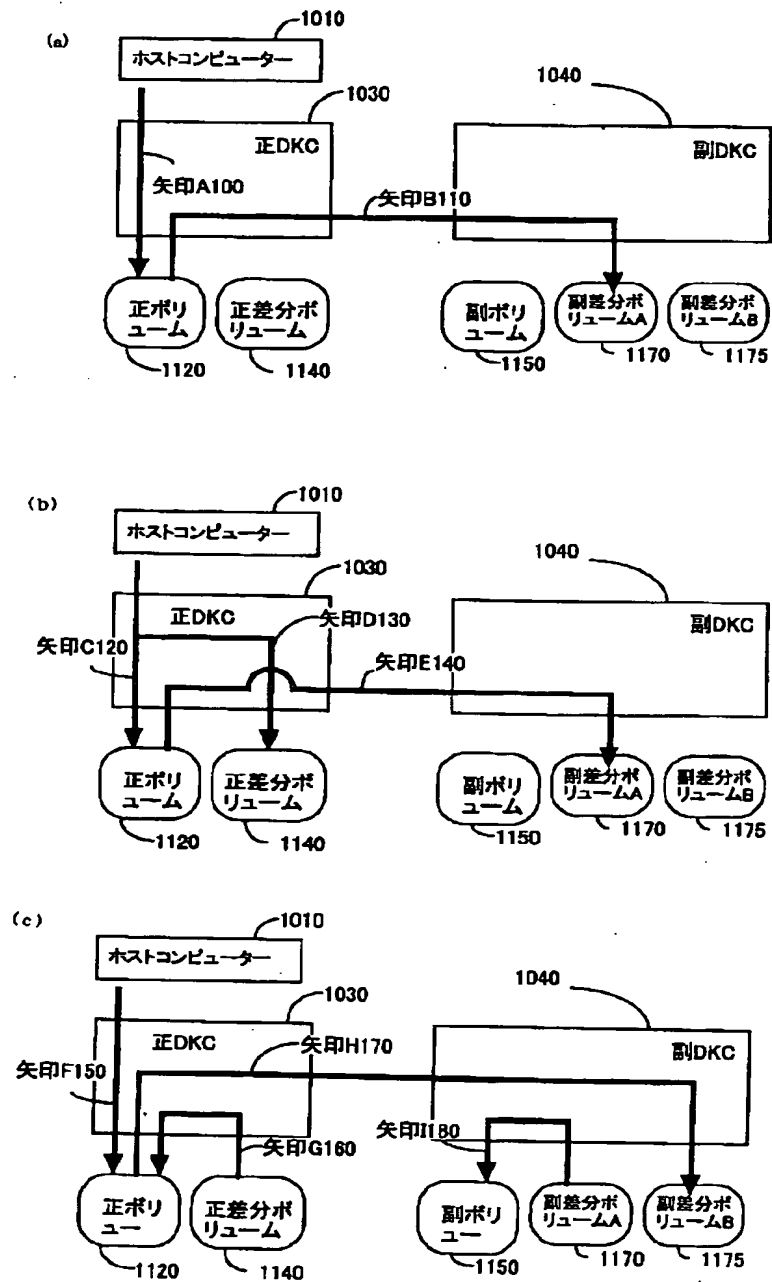 (a)
1010
ホストコンピューター
1030
1040
正DKC
副DKC
矢印A100
矢印B110
正ボリ
ューム
正差分ボ
リューム
副ボリ
ューム
副差分ボ
リュームA
副差分ボ
リュームB
1120
1140
1150
1170
1175
(b)
1010
ホストコンピューター
1030
1040
正DKC
矢印D130
副DKC
矢印C120
矢印E140
正ボリ
ューム
正差分ボ
リューム
副ボリ
ューム
副差分ボ
リュームA
副差分ボ
リュームB
1120
1140
1150
1170
1175
(c)
1010
ホストコンピューター
1030
1040
正DKC
矢印H170
副DKC
矢印F150
矢印G160
矢印I180
正ボリ
ュー
正差分ボ
リューム
副ボリ
ュー
副差分ボ
リュームA
副差分ボ
リュームB
1120
1140
1150
1170
1175